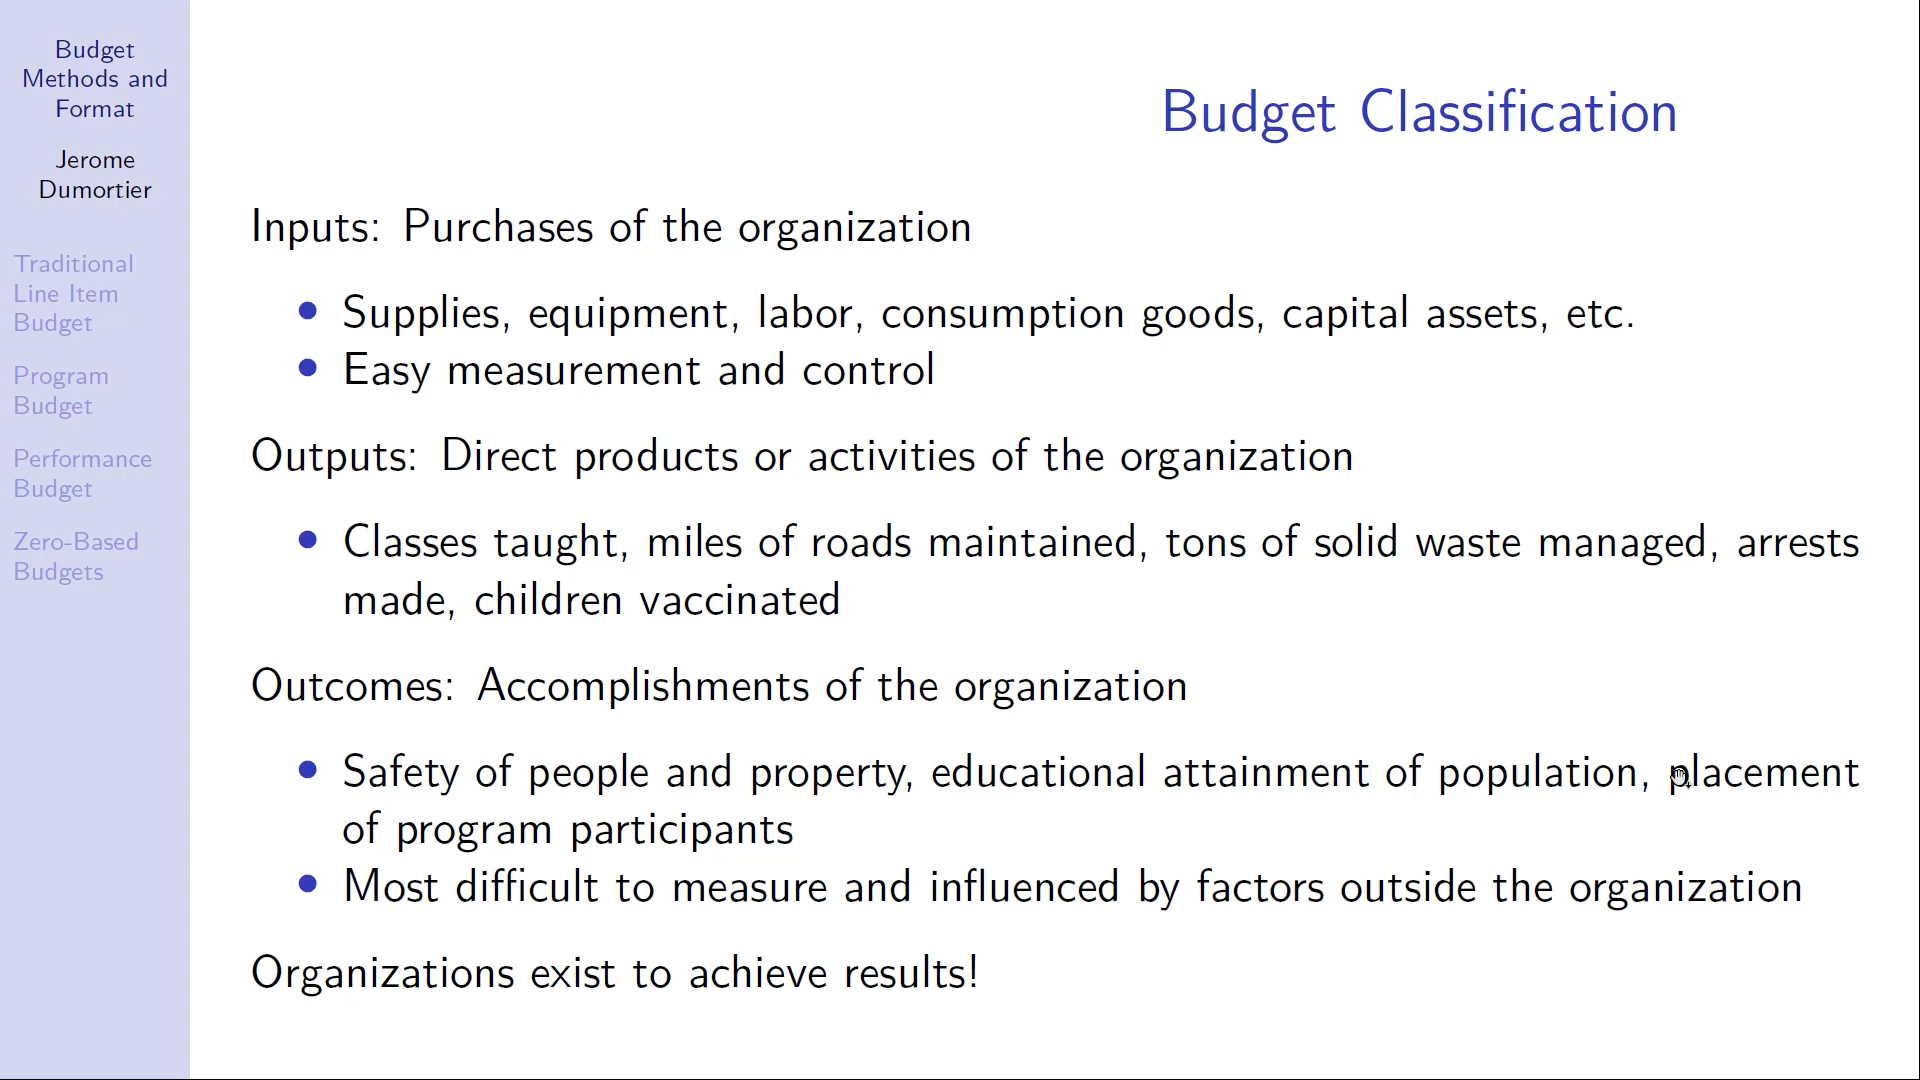 Budget
Methods and
Format
Jerome
Dumortier
Traditional
Line Item
Budget
Program
Budget
Performance
Budget
Zero-Based
Budgets
Budget Classification
Inputs: Purchases of the organization
• Supplies, equipment, labor, consumption goods, capital assets, etc.
• Easy measurement and control
Outputs: Direct products or activities of the organization
• Classes taught, miles of roads maintained, tons of solid waste managed, arrests
made, children vaccinated
Outcomes: Accomplishments of the organization
• Safety of people and property, educational attainment of population, placement
of program participants
• Most difficult to measure and influenced by factors outside the organization
Organizations exist to achieve results!